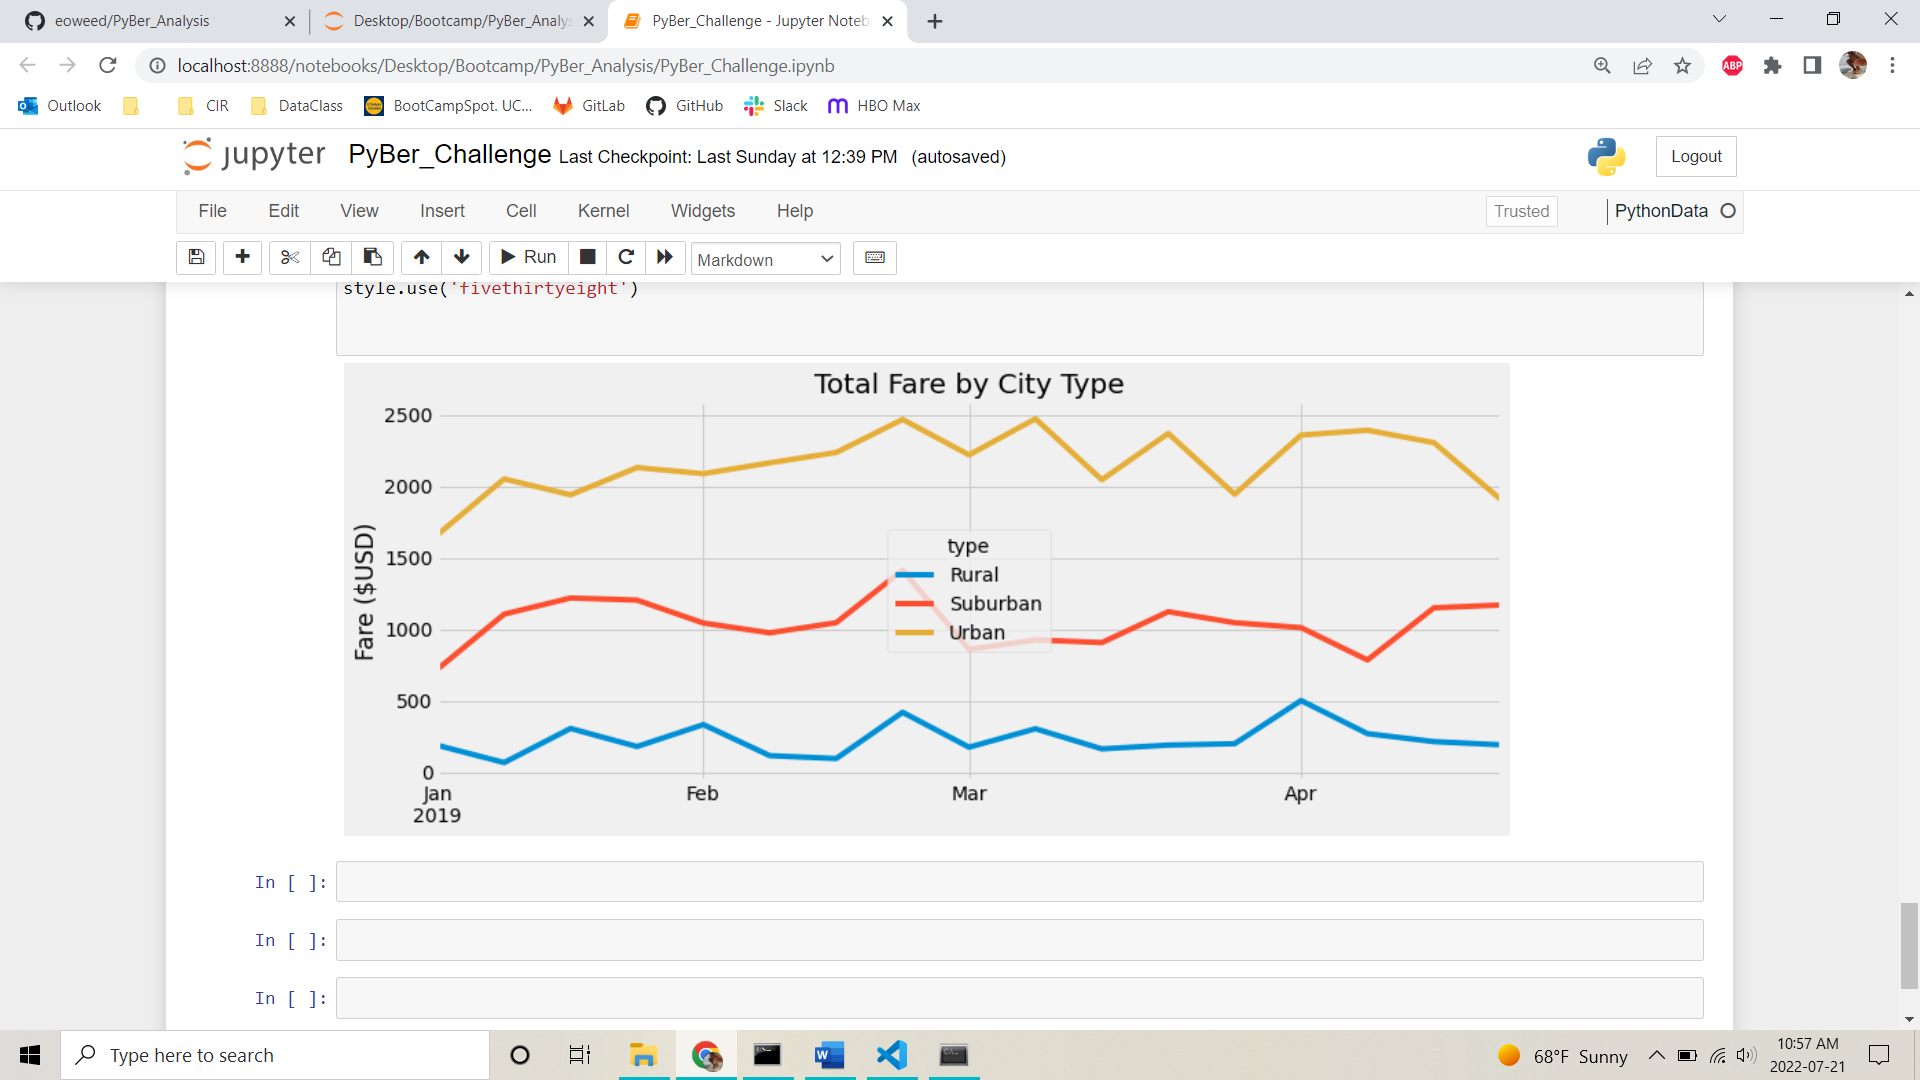 eoweed/PyBer_Analysis
Desktop/Bootcamp/PyBer_Analys
PyBer_Challenge - Jupyter Noteb
localhost:8888/notebooks/Desktop/Bootcamp/PyBer_Analysis/PyBer_Challenge.ipynb
ABP
Outlook CIR DataClass BootCampSpot. UC... GitLab GitHub Slack HBO Max
jupyter PyBer_Challenge Last Checkpoint: Last Sunday at 12:39 PM (autosaved) Logout
File Edit View Insert Cell Kernel Widgets Help Trusted PythonData
Run Markdown
style.use('fivethirtyeight')
Total Fare by City Type
Fare ($USD)
2500
2000
1500
1000
500
0
type
Rural
Suburban
Urban
Jan Feb Mar Apr
2019
In [ ]:
In [ ]:
In [ ]:
Type here to search
68°F Sunny
10:57 AM
2022-07-21